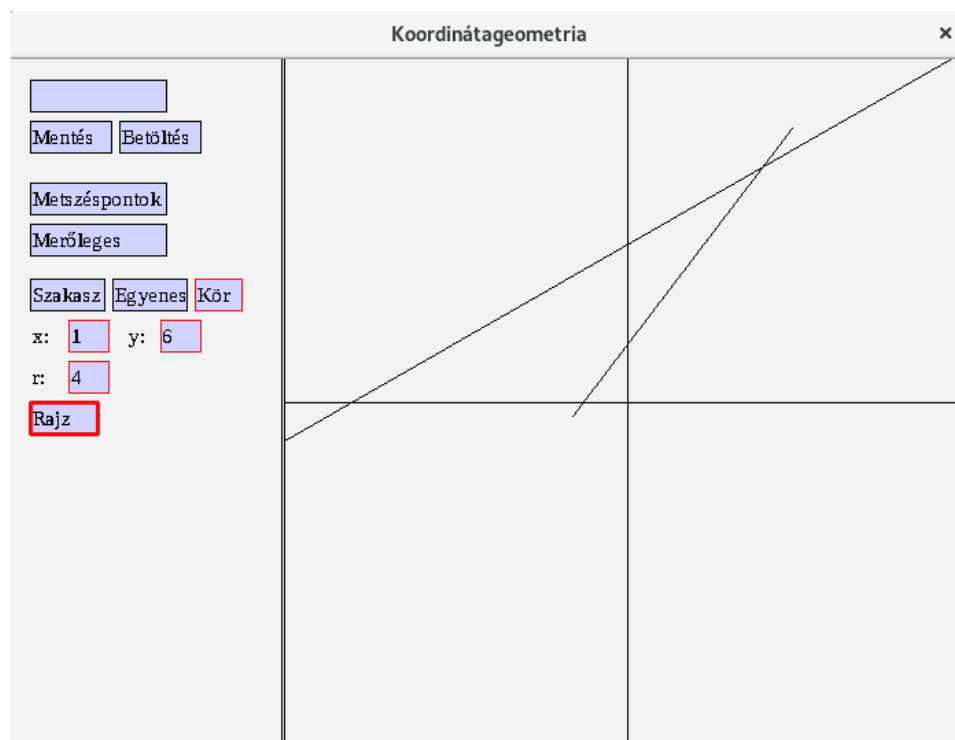 Koordinátageometria ×
Mentés Betöltés
Metszéspontok
Merőleges
Szakasz Egyenes Kör
x: 1 y: 6
r: 4
Rajz